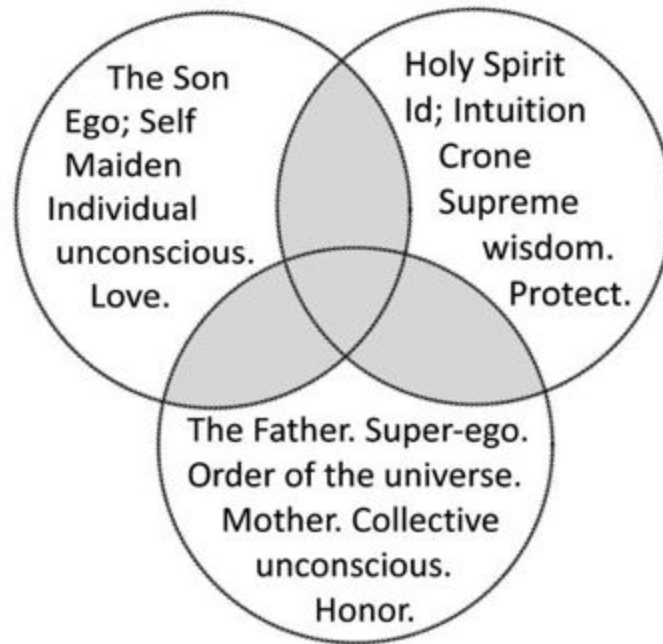 The Son
Ego; Self
Maiden
Individual
unconscious.
Love.
Holy Spirit
Id; Intuition
Crone
Supreme
wisdom.
Protect.
The Father. Super-ego.
Order of the universe.
Mother. Collective
unconscious.
Honor.